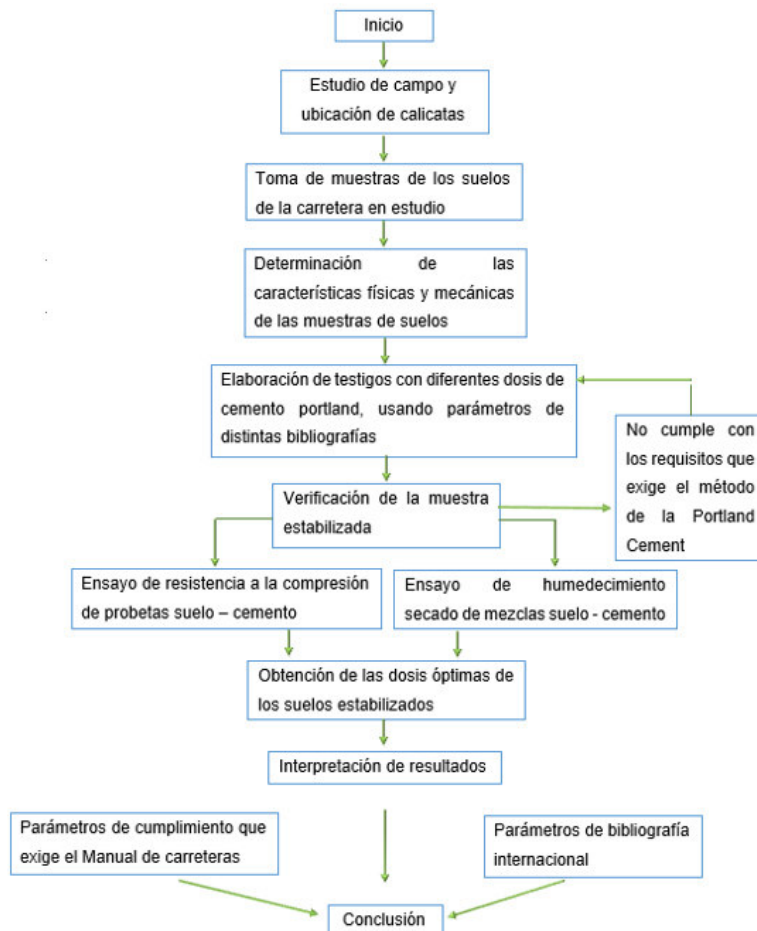 Inicio
Estudio de campo y
ubicación de calicatas
Toma de muestras de los suelos
de la carretera en estudio
Determinación de las
características físicas y mecánicas
de las muestras de suelos
Elaboración de testigos con diferentes dosis de
cemento portland, usando parámetros de
distintas bibliografías
No cumple con
los requisitos que
exige el método
de la Portland
Cement
Verificación de la muestra
estabilizada
Ensayo de resistencia a la compresión
de probetas suelo – cemento
Ensayo de humedecimiento
secado de mezclas suelo - cemento
Obtención de las dosis óptimas de
los suelos estabilizados
Interpretación de resultados
Parámetros de cumplimiento que
exige el Manual de carreteras
Parámetros de bibliografía
internacional
Conclusión